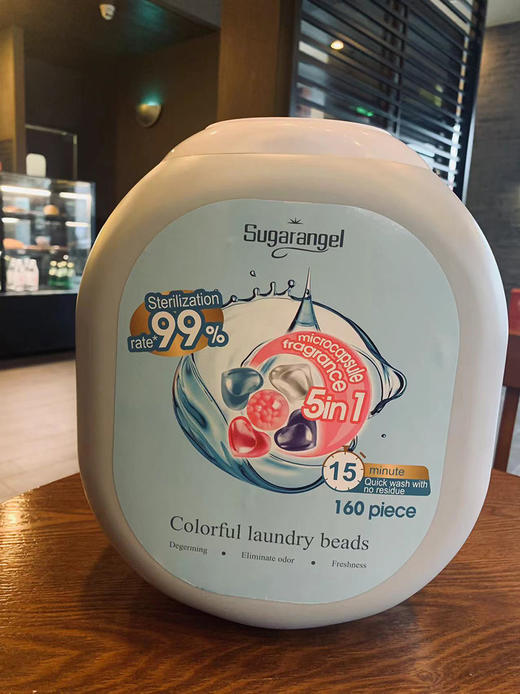 Sugarangel
Sterilization
rate* 99%
microcapsule
fragrance
5in1
15 minute
Quick wash with
no residue
160 piece
Colorful laundry beads
Degerming • Eliminate odor • Freshness